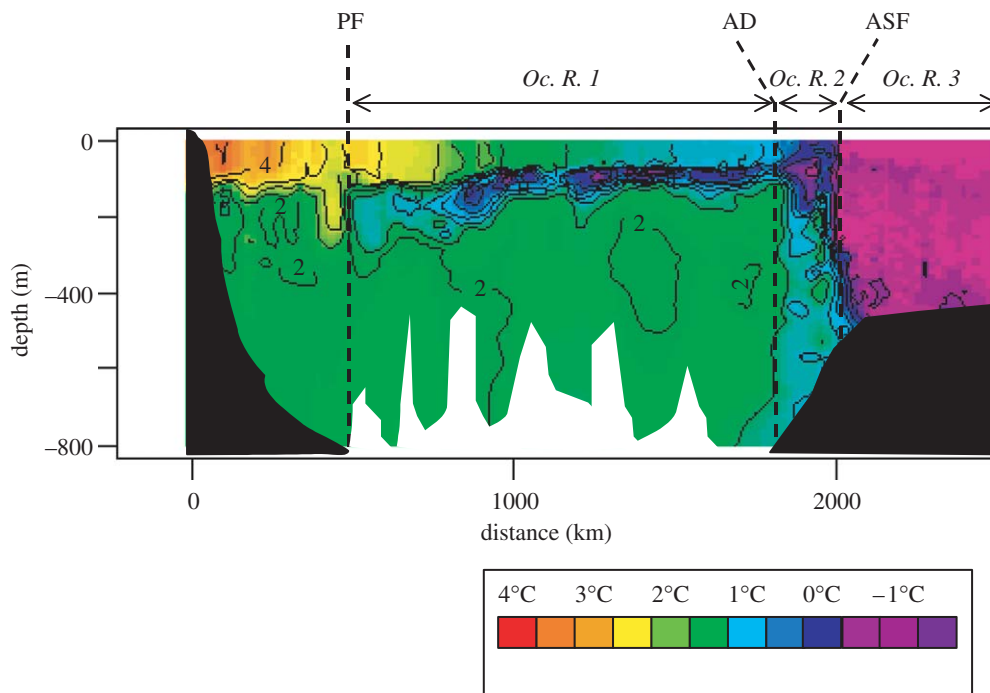 PF AD ASF
Oc. R. 1 Oc. R. 2 Oc. R. 3
0
4
2
2
2
2
2
−400
−800
depth (m)
0 1000 2000
distance (km)
4°C 3°C 2°C 1°C 0°C −1°C